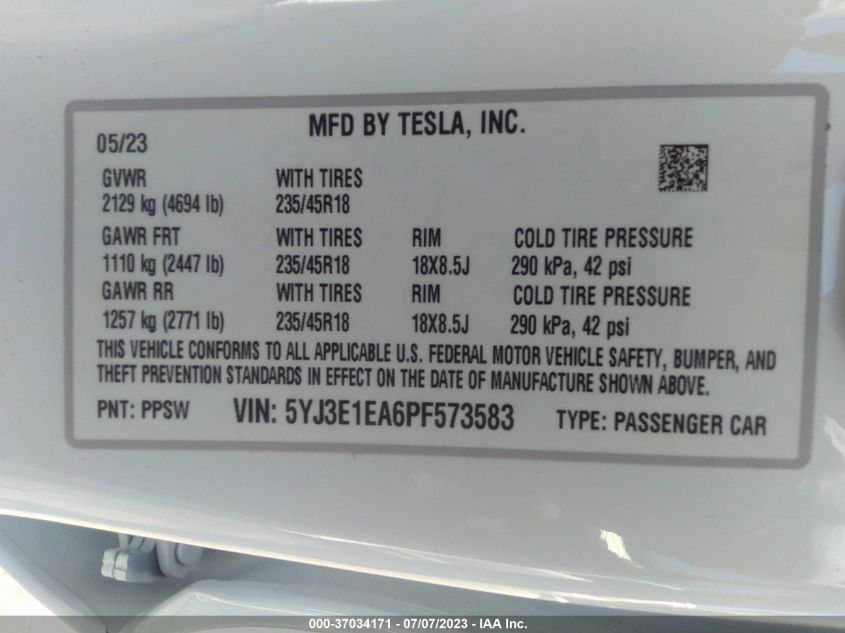 MFD BY TESLA, INC.
05/23
GVWR WITH TIRES
2129 kg (4694 lb) 235/45R18
GAWR FRT WITH TIRES RIM COLD TIRE PRESSURE
1110 kg (2447 lb) 235/45R18 18X8.5J 290 kPa, 42 psi
GAWR RR WITH TIRES RIM COLD TIRE PRESSURE
1257 kg (2771 lb) 235/45R18 18X8.5J 290 kPa, 42 psi
THIS VEHICLE CONFORMS TO ALL APPLICABLE U.S. FEDERAL MOTOR VEHICLE SAFETY, BUMPER, AND
THEFT PREVENTION STANDARDS IN EFFECT ON THE DATE OF MANUFACTURE SHOWN ABOVE.
PNT: PPSW VIN: 5YJ3E1EA6PF573583 TYPE: PASSENGER CAR
000-37034171 - 07/07/2023 - IAA Inc.